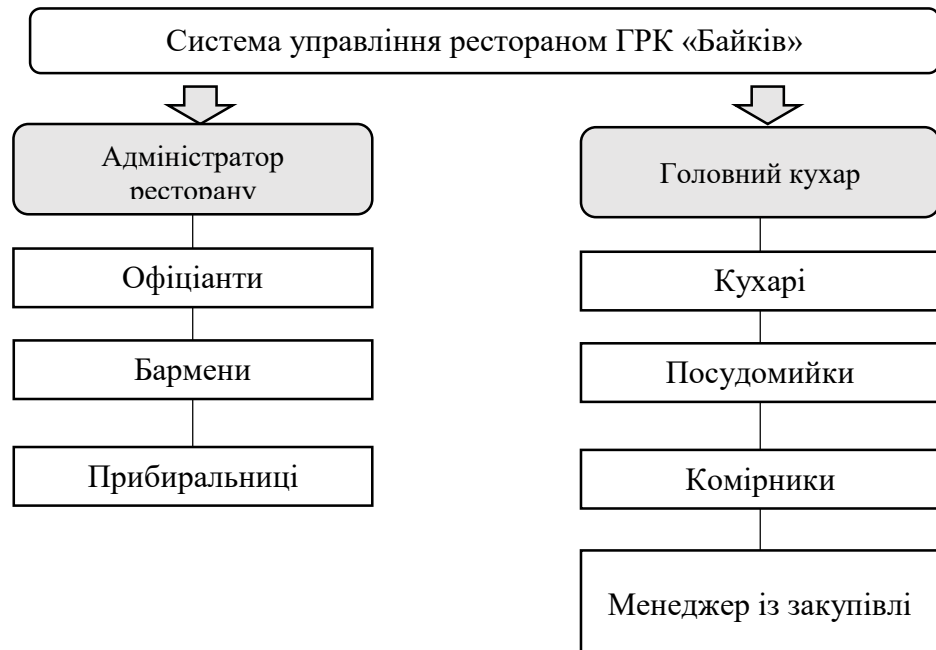 Система управління рестораном ГРК «Байків»
Адміністратор
ресторану
Головний кухар
Офіціанти
Кухарі
Бармени
Посудомийки
Прибиральниці
Комірники
Менеджер із закупівлі